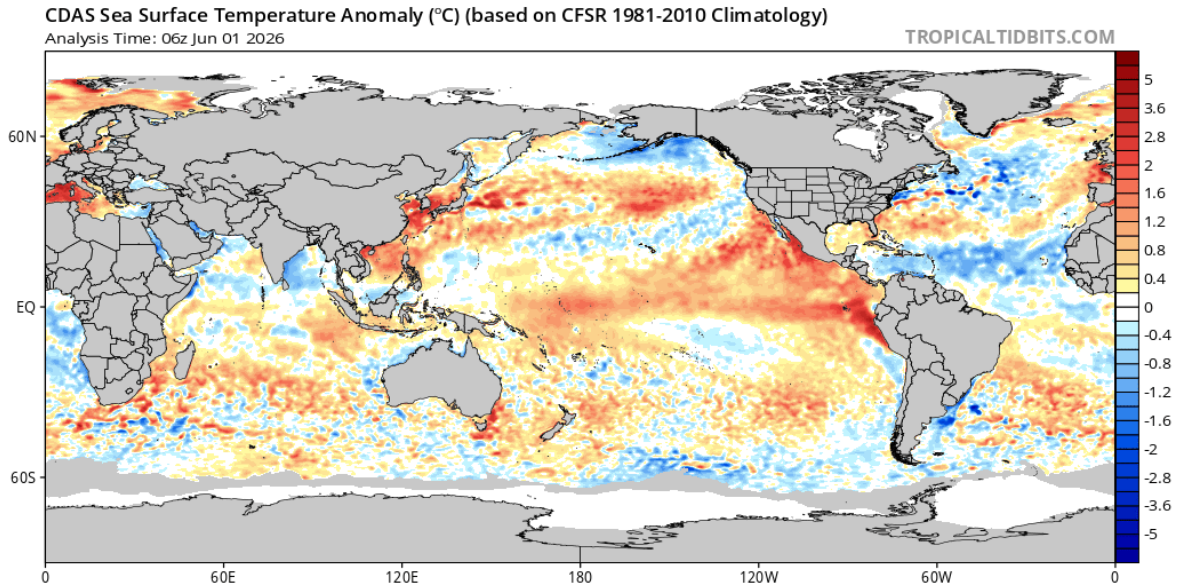 CDAS Sea Surface Temperature Anomaly (°C) (based on CFSR 1981-2010 Climatology)
Analysis Time: 06z Jun 01 2026
TROPICALTIDBITS.COM
60N
EQ
60S
0
60E
120E
180
120W
60W
0
5
3.6
2.8
2
1.6
1.2
0.8
0.4
0
-0.4
-0.8
-1.2
-1.6
-2
-2.8
-3.6
-5